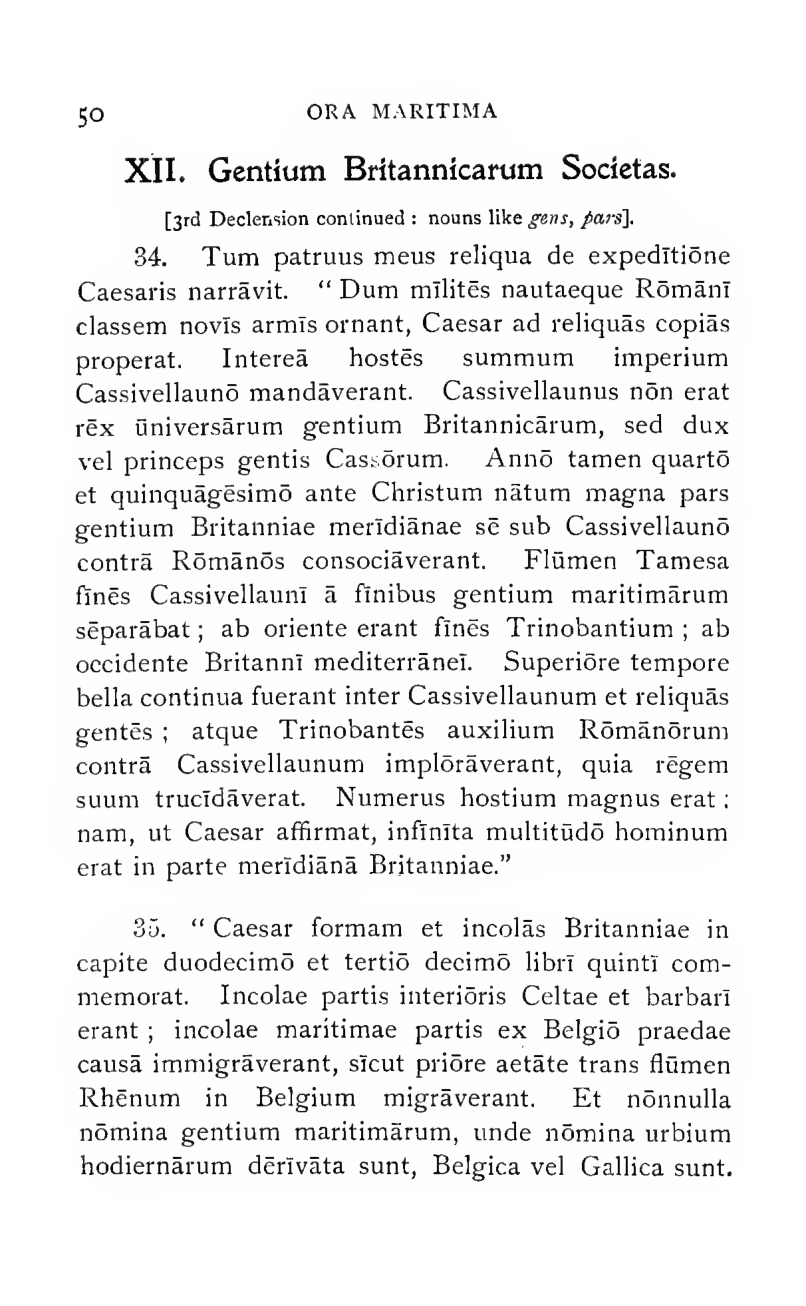 50 ORA MARITIMA
XII. Gentium Britannicarum Societas.
[3rd Declension continued : nouns like gens, pars].
34. Tum patruus meus reliqua de expedītiōne
Caesaris narrāvit. “ Dum mīlitēs nautaeque Rōmānī
classem novīs armīs ornant, Caesar ad reliquās copiās
properat. Intereā hostēs summum imperium
Cassivellaunō mandāverant. Cassivellaunus nōn erat
rēx ūniversārum gentium Britannicārum, sed dux
vel princeps gentis Cassōrum. Annō tamen quartō
et quinquāgēsimō ante Christum nātum magna pars
gentium Britanniae merīdiānae sē sub Cassivellaunō
contrā Rōmānōs consociāverant. Flūmen Tamesa
fīnēs Cassivellaunī ā fīnibus gentium maritimārum
sēparābat ; ab oriente erant fīnēs Trinobantium ; ab
occidente Britannī mediterrāneī. Superiōre tempore
bella continua fuerant inter Cassivellaunum et reliquās
gentēs ; atque Trinobantēs auxilium Rōmānōrum
contrā Cassivellaunum implōrāverant, quia rēgem
suum trucīdāverat. Numerus hostium magnus erat ;
nam, ut Caesar affirmat, infīnīta multitūdō hominum
erat in parte merīdiānā Britanniae.”
35. “ Caesar formam et incolās Britanniae in
capite duodecimō et tertiō decimō librī quintī com-
memorat. Incolae partis interiōris Celtae et barbarī
erant ; incolae maritimae partis ex Belgiō praedae
causā immigrāverant, sīcut priōre aetāte trans flūmen
Rhēnum in Belgium migrāverant. Et nōnnulla
nōmina gentium maritimārum, unde nōmina urbium
hodiernārum dērīvāta sunt, Belgica vel Gallica sunt.